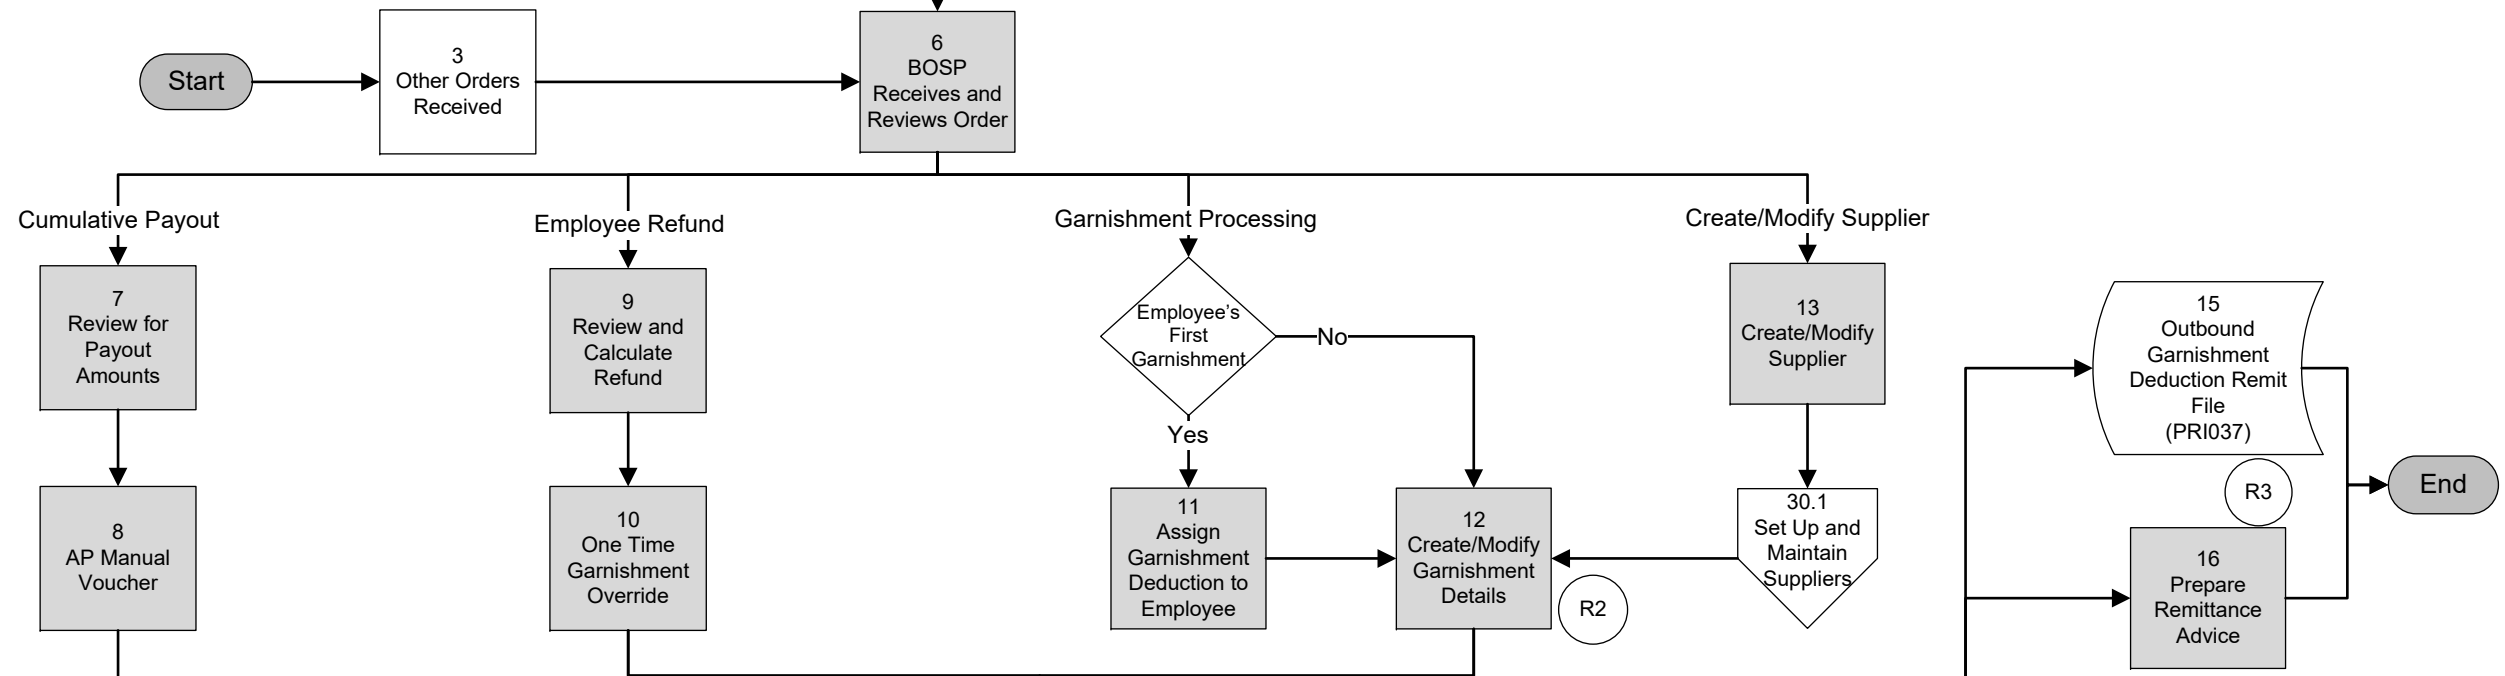 Start
3
Other Orders
Received
6
BOSP
Receives and
Reviews Order
Cumulative Payout
Employee Refund
Garnishment Processing
Create/Modify Supplier
7
Review for
Payout
Amounts
9
Review and
Calculate
Refund
Employee’s
First
Garnishment
No
Yes
13
Create/Modify
Supplier
15
Outbound
Garnishment
Deduction Remit
File
(PRI037)
8
AP Manual
Voucher
10
One Time
Garnishment
Override
11
Assign
Garnishment
Deduction to
Employee
12
Create/Modify
Garnishment
Details
R2
30.1
Set Up and
Maintain
Suppliers
R3
End
16
Prepare
Remittance
Advice